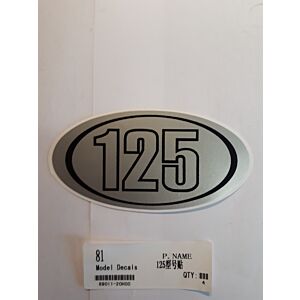 125
81
P. NAME
Model Decals
125型号贴
QTY: